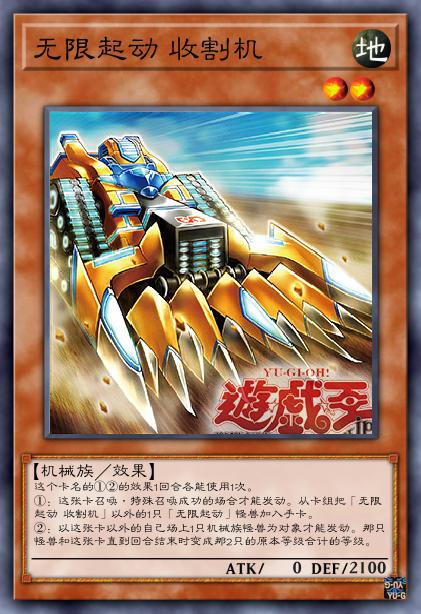 无限起动 收割机
地
YU-GI-OH!
遊戯王
.jp
【机械族／效果】
这个卡名的①②的效果1回合各能使用1次。
①：这张卡召唤·特殊召唤成功的场合才能发动。从卡组把「无限
起动 收割机」以外的1只「无限起动」怪兽加入手卡。
②：以这张卡以外的自己场上1只机械族怪兽为对象才能发动。那只
怪兽和这张卡直到回合结束时变成那2只的原本等级合计的等级。
ATK/ 0 DEF/2100